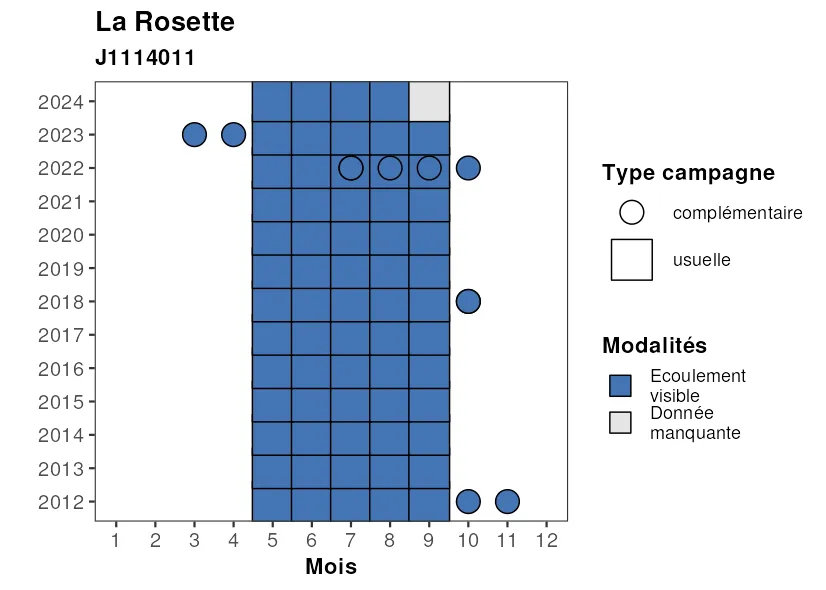 La Rosette
J1114011
2024
2023
2022
2021
2020
2019
2018
2017
2016
2015
2014
2013
2012
1 2 3 4 5 6 7 8 9 10 11 12
Mois
Type campagne
complémentaire
usuelle
Modalités
Ecoulement
visible
Donnée
manquante